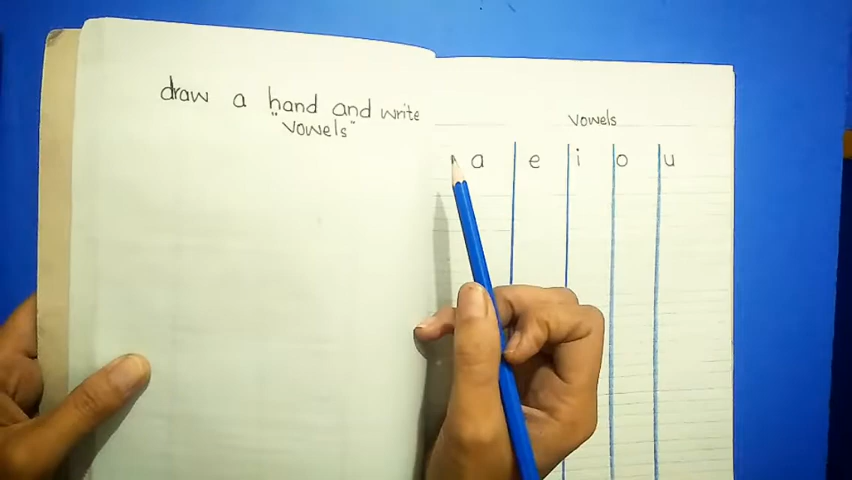 draw a hand and write
"vowels"
vowels
a e i o u